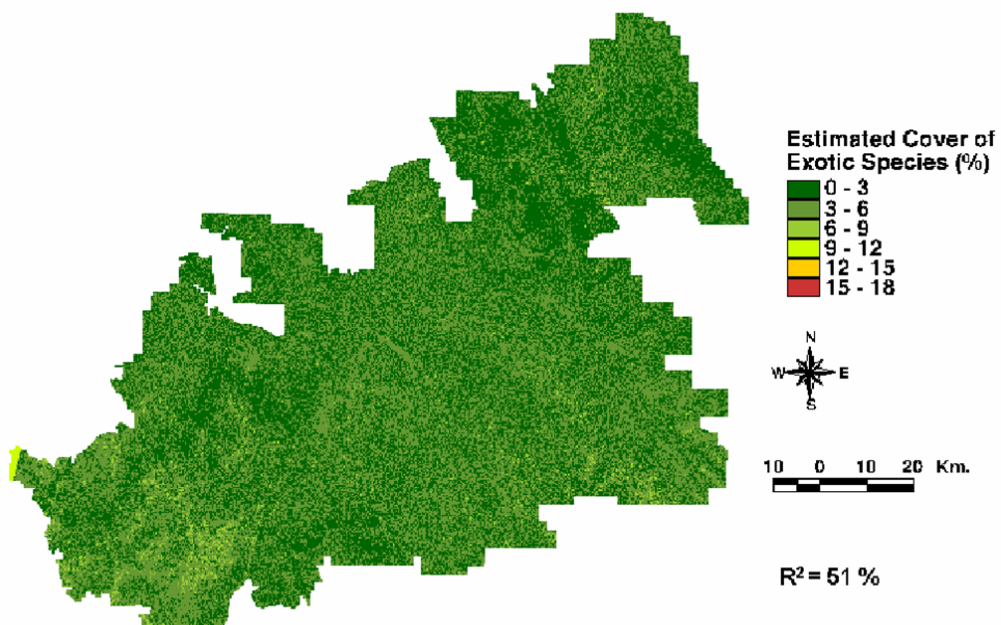 Estimated Cover of
Exotic Species (%)
0 - 3
3 - 6
6 - 9
9 - 12
12 - 15
15 - 18
N
W E
S
10 0 10 20 Km.
R² = 51 %